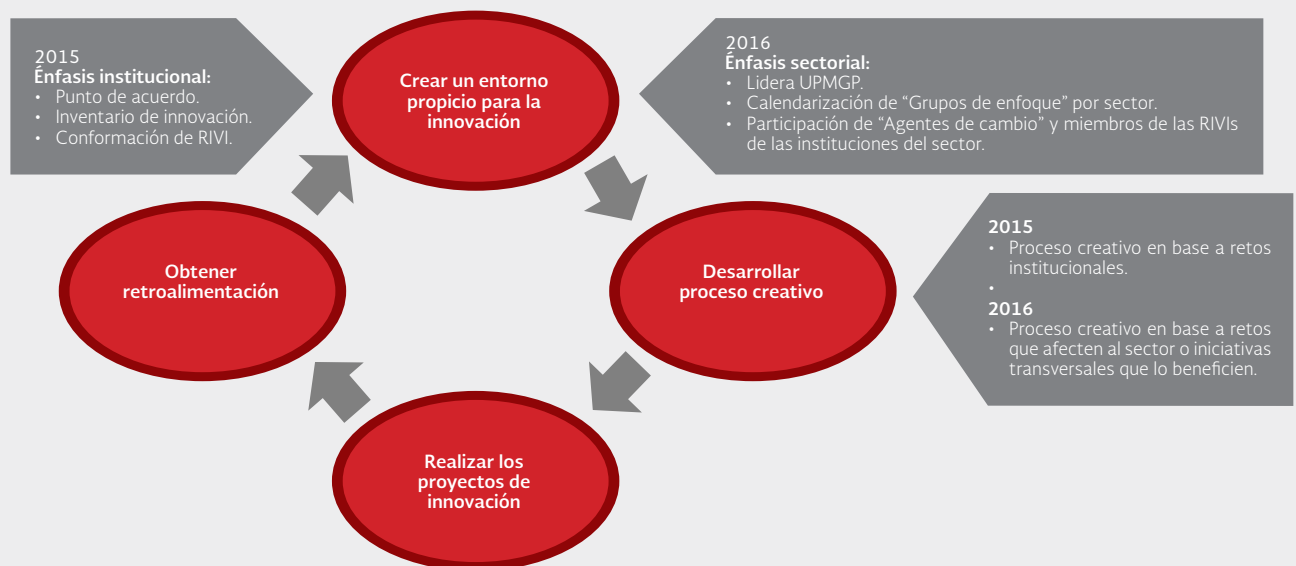 2015
Énfasis institucional:
• Punto de acuerdo.
• Inventario de innovación.
• Conformación de RIVI.
Crear un entorno
propicio para la
innovación
2016
Énfasis sectorial:
• Lidera UPMGP.
• Calendarización de “Grupos de enfoque” por sector.
• Participación de “Agentes de cambio” y miembros de las RIVIs
de las instituciones del sector.
Obtener
retroalimentación
Desarrollar
proceso creativo
2015
• Proceso creativo en base a retos
institucionales.
•
2016
• Proceso creativo en base a retos
que afecten al sector o iniciativas
transversales que lo beneficien.
Realizar los
proyectos de
innovación